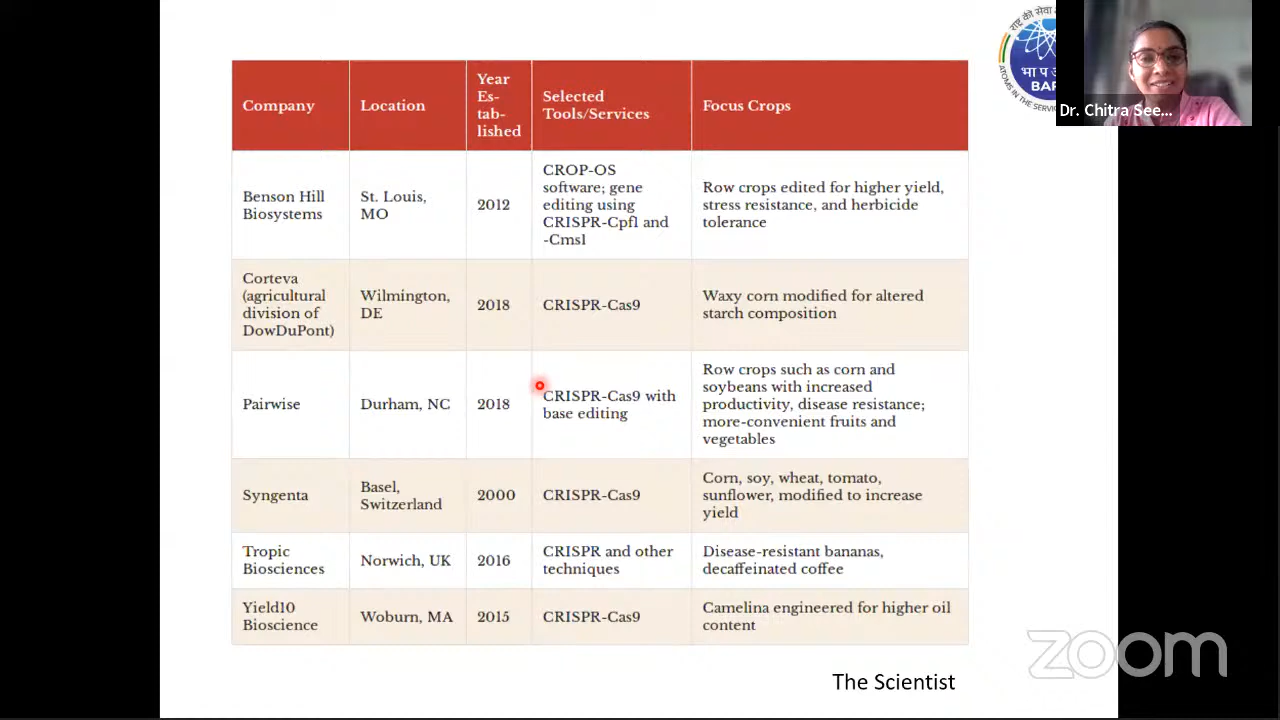 Company
Location
Year
Es-
tab-
lished
Selected
Tools/Services
Focus Crops
Benson Hill
Biosystems
St. Louis,
MO
2012
CROP-OS
software; gene
editing using
CRISPR-Cpf1 and
-Cms1
Row crops edited for higher yield,
stress resistance, and herbicide
tolerance
Corteva
(agricultural
division of
DowDuPont)
Wilmington,
DE
2018
CRISPR-Cas9
Waxy corn modified for altered
starch composition
Pairwise
Durham, NC
2018
CRISPR-Cas9 with
base editing
Row crops such as corn and
soybeans with increased
productivity, disease resistance;
more-convenient fruits and
vegetables
Syngenta
Basel,
Switzerland
2000
CRISPR-Cas9
Corn, soy, wheat, tomato,
sunflower, modified to increase
yield
Tropic
Biosciences
Norwich, UK
2016
CRISPR and other
techniques
Disease-resistant bananas,
decaffeinated coffee
Yield10
Bioscience
Woburn, MA
2015
CRISPR-Cas9
Camelina engineered for higher oil
content
The Scientist
राष्ट्र की सेवा
भा प
BAR
ATOMS IN THE SERV
Dr. Chitra See...
zoom